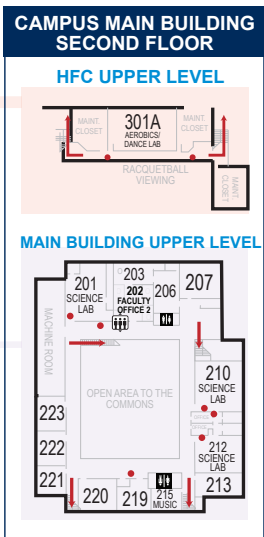 CAMPUS MAIN BUILDING
SECOND FLOOR
HFC UPPER LEVEL
MAINT.
CLOSET
301A
AEROBICS/
DANCE LAB
MAINT.
CLOSET
RACQUETBALL
VIEWING
MAINT.
CLOSET
MAIN BUILDING UPPER LEVEL
201
SCIENCE
LAB
203
202
FACULTY
OFFICE 2
206
207
MACHINE ROOM
OPEN AREA TO THE
COMMONS
210
SCIENCE
LAB
OFFICE
OFFICE
212
SCIENCE
LAB
213
223
222
221
220
219
215
MUSIC